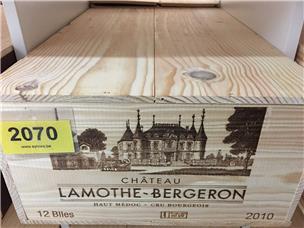 2070
CHÂTEAU
LAMOTHE-BERGERON
HAUT MÉDOC - CRU BOURGEOIS
12 Blles
2010